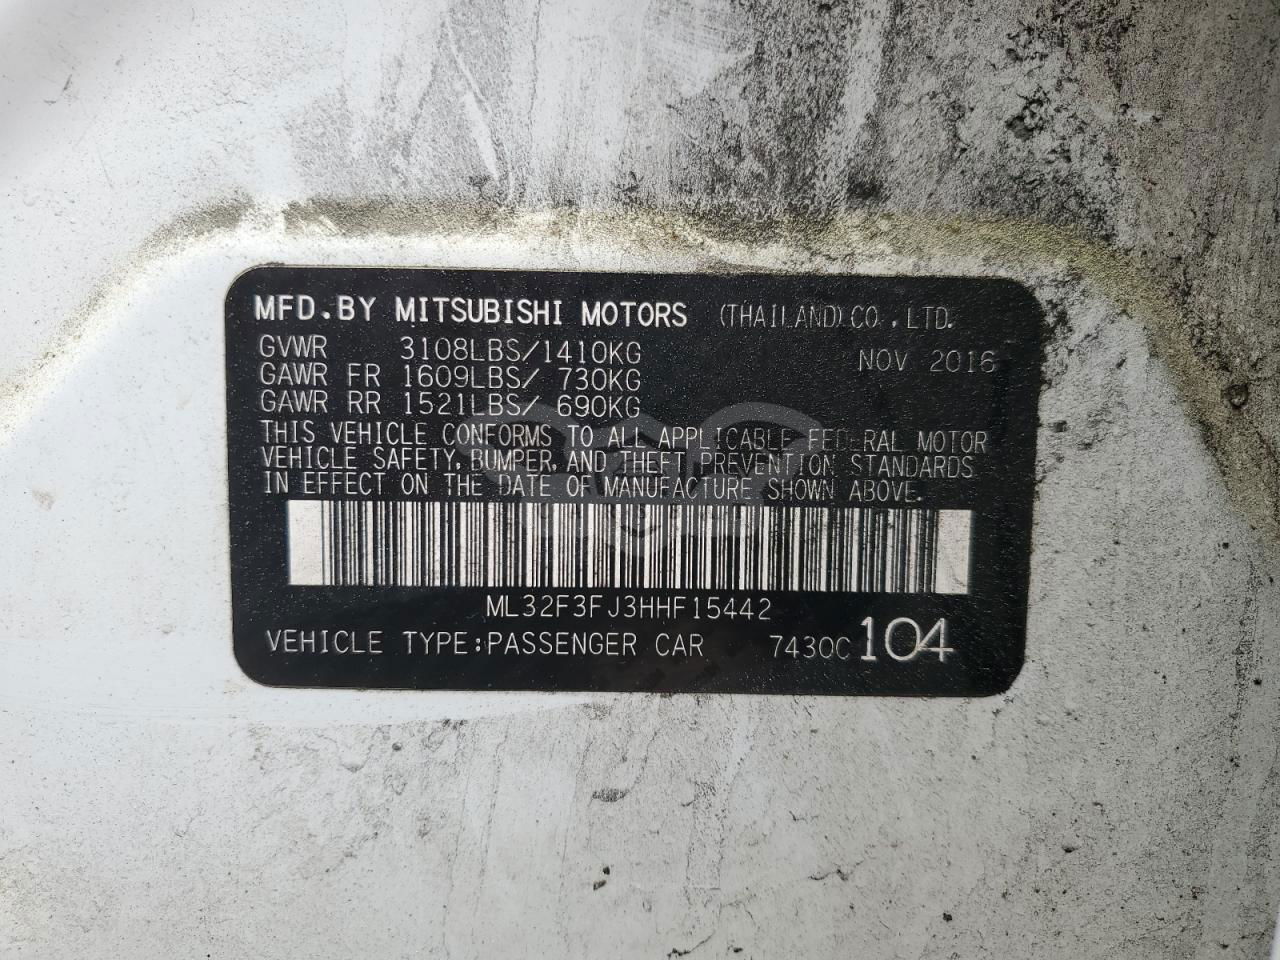 MFD.BY MITSUBISHI MOTORS (THAILAND) CO.,LTD.
GVWR 3108LBS/1410KG NOV 2016
GAWR FR 1609LBS/ 730KG
GAWR RR 1521LBS/ 690KG
THIS VEHICLE CONFORMS TO ALL APPLICABLE FEDERAL MOTOR
VEHICLE SAFETY, BUMPER, AND THEFT PREVENTION STANDARDS
IN EFFECT ON THE DATE OF MANUFACTURE SHOWN ABOVE.
ML32F3FJ3HHF15442
VEHICLE TYPE:PASSENGER CAR 7430C 104